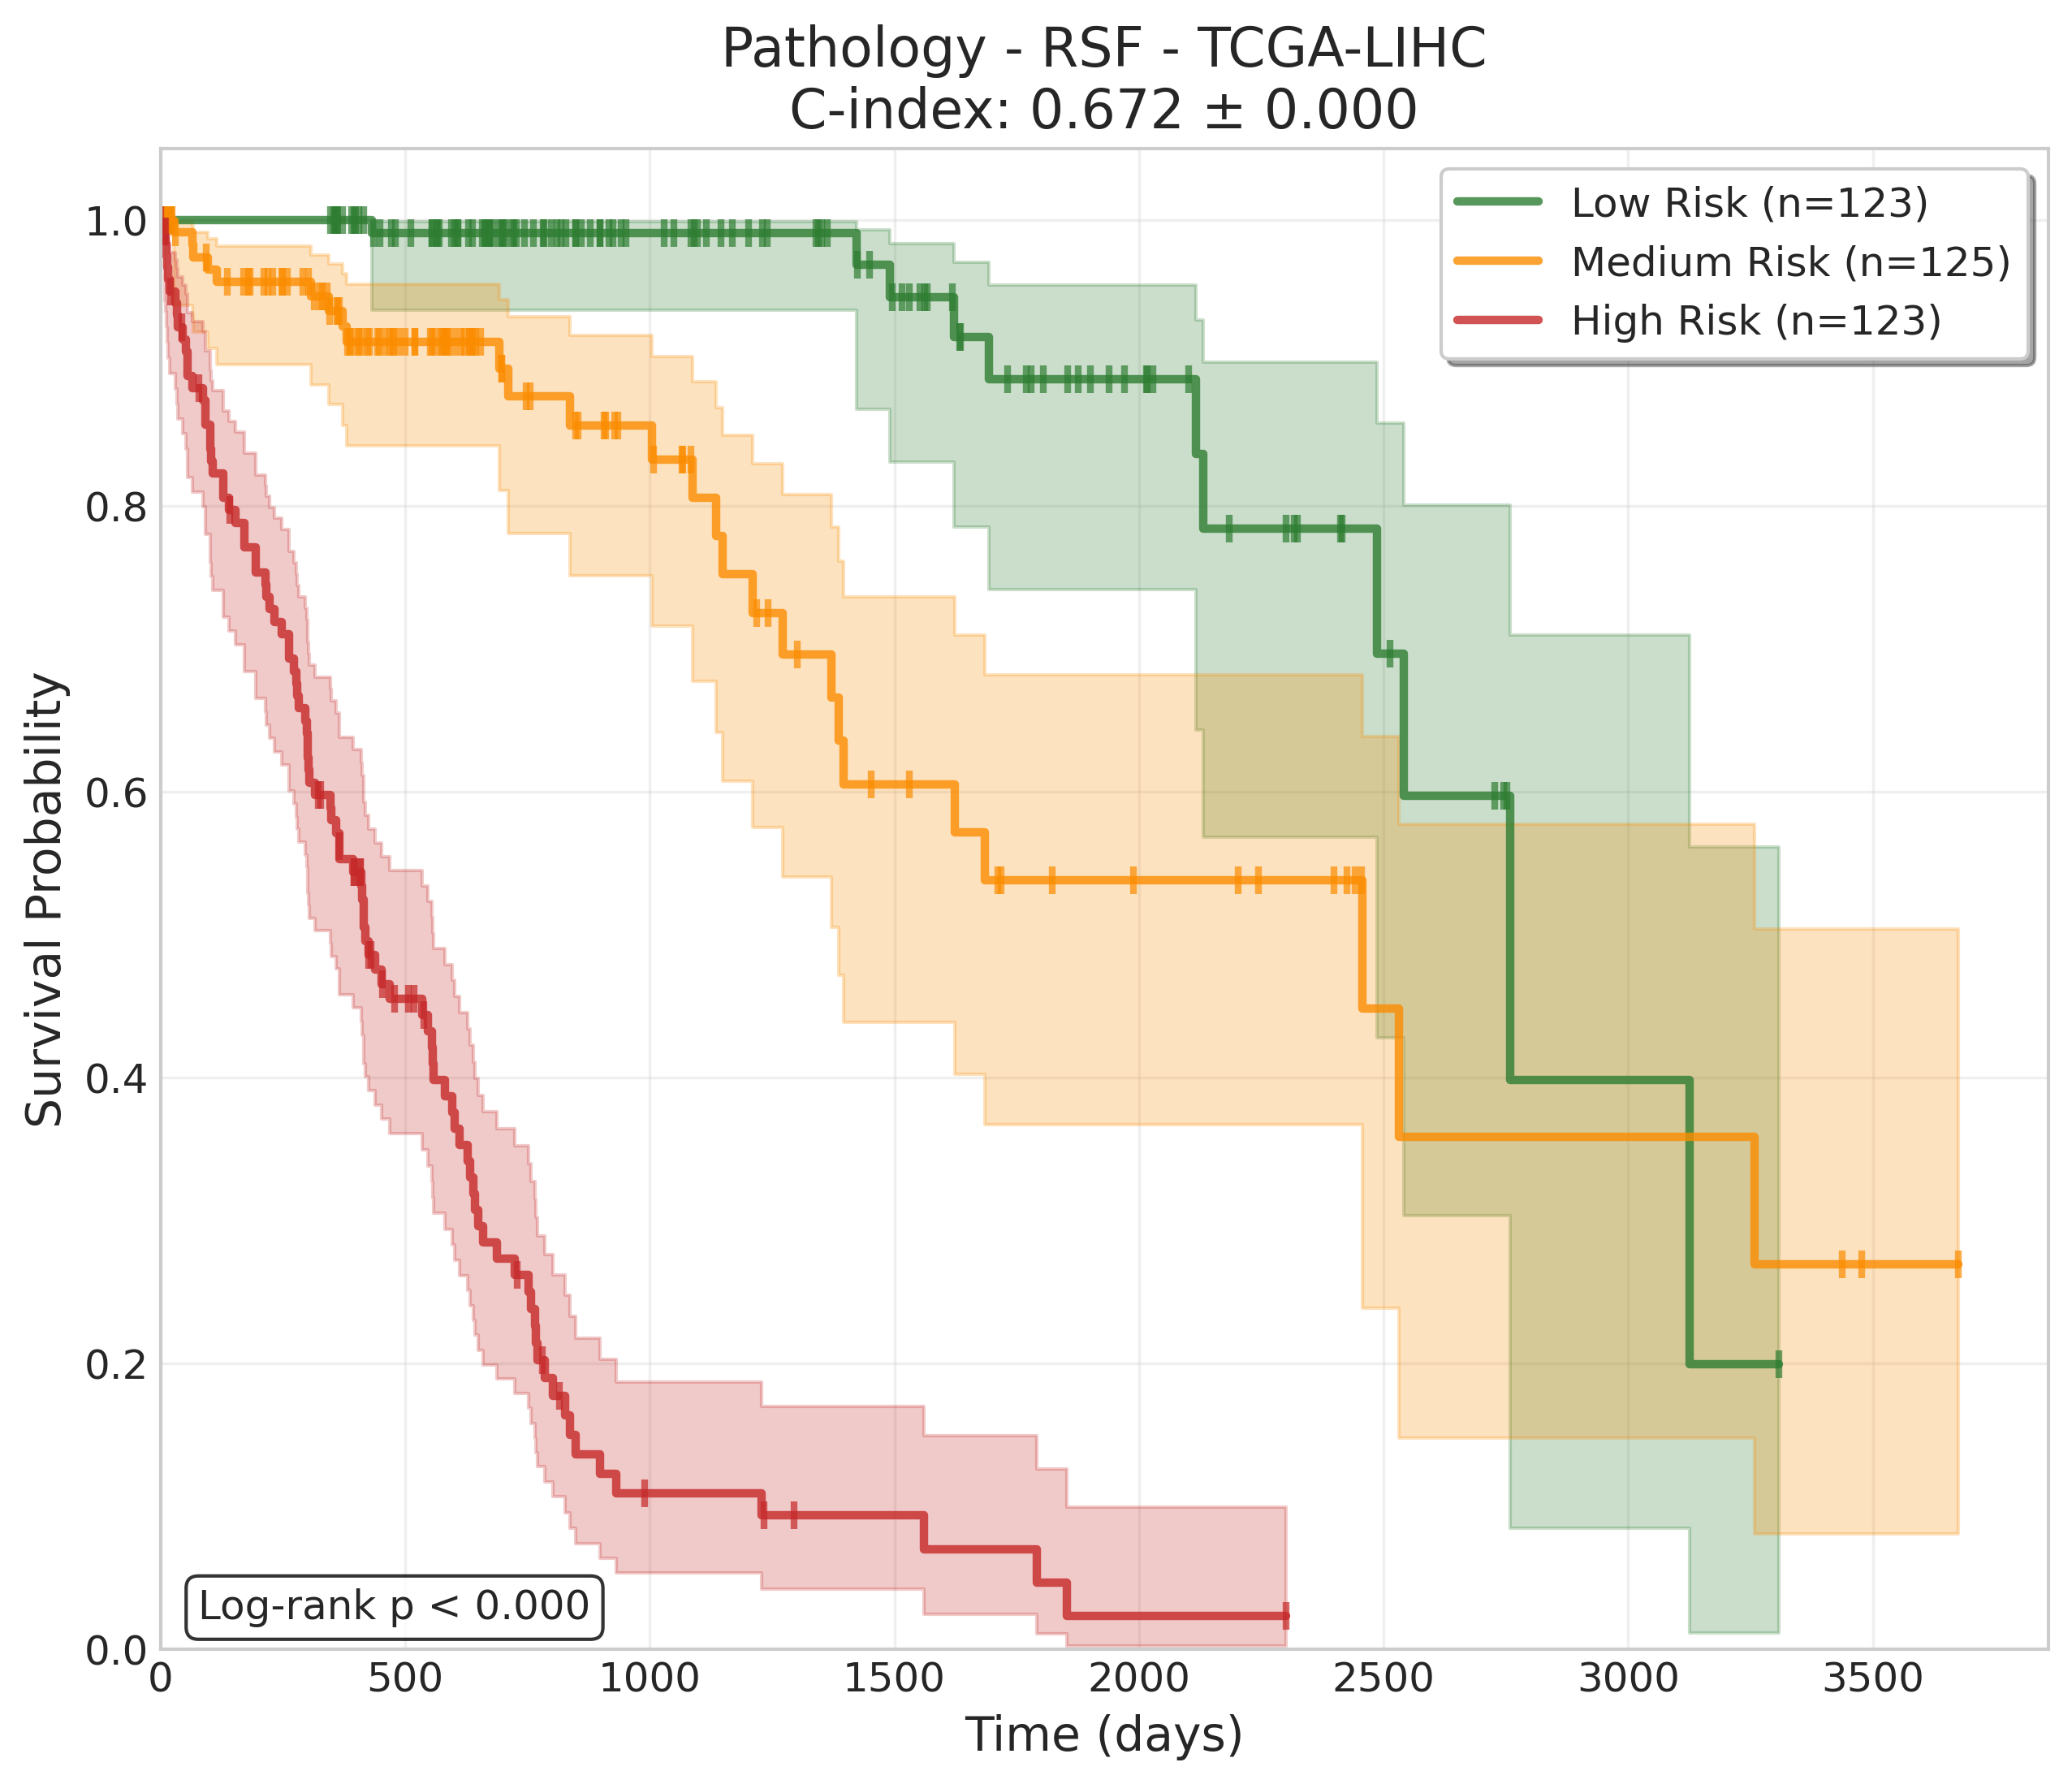 Pathology - RSF - TCGA-LIHC
C-index: 0.672 ± 0.000
Low Risk (n=123)
Medium Risk (n=125)
High Risk (n=123)
Survival Probability
1.0
0.8
0.6
0.4
0.2
0.0
Log-rank p < 0.000
0 500 1000 1500 2000 2500 3000 3500
Time (days)